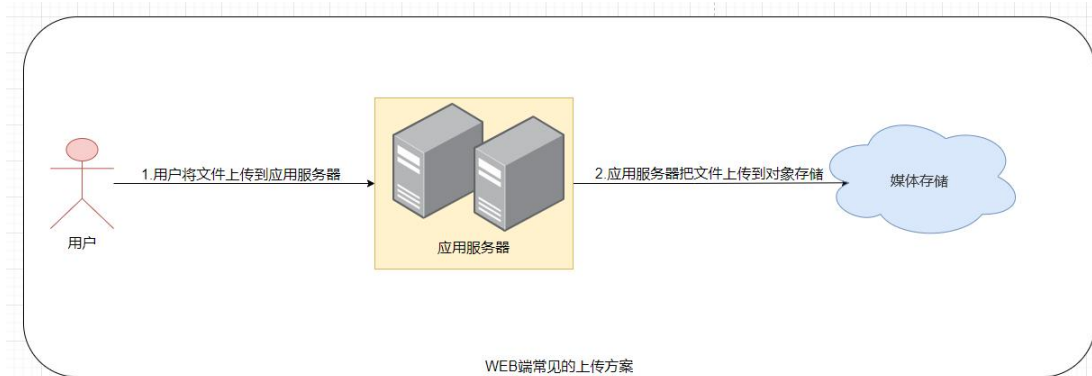 1.用户将文件上传到应用服务器
2.应用服务器把文件上传到对象存储
媒体存储
用户
应用服务器
WEB端常见的上传方案